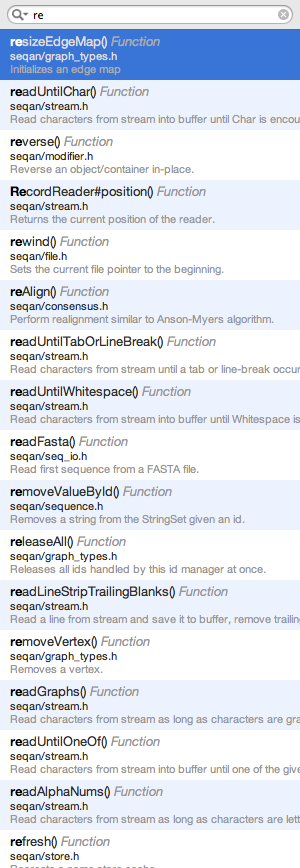 re
resizeEdgeMap() Function
seqan/graph_types.h
Initializes an edge map
readUntilChar() Function
seqan/stream.h
Read characters from stream into buffer until Char is encou
reverse() Function
seqan/modifier.h
Reverse an object/container in-place.
RecordReader#position() Function
seqan/stream.h
Returns the current position of the reader.
rewind() Function
seqan/file.h
Sets the current file pointer to the beginning.
reAlign() Function
seqan/consensus.h
Perform realignment similar to Anson-Myers algorithm.
readUntilTabOrLineBreak() Function
seqan/stream.h
Read characters from stream until a tab or line-break occur
readUntilWhitespace() Function
seqan/stream.h
Read characters from stream into buffer until Whitespace is
readFasta() Function
seqan/seq_io.h
Read first sequence from a FASTA file.
removeValueById() Function
seqan/sequence.h
Removes a string from the StringSet given an id.
releaseAll() Function
seqan/graph_types.h
Releases all ids handled by this id manager at once.
readLineStripTrailingBlanks() Function
seqan/stream.h
Read a line from stream and save it to buffer, remove trailin
removeVertex() Function
seqan/graph_types.h
Removes a vertex.
readGraphs() Function
seqan/stream.h
Read characters from stream as long as characters are gra
readUntilOneOf() Function
seqan/stream.h
Read characters from stream into buffer until one of the give
readAlphaNums() Function
seqan/stream.h
Read characters from stream as long as characters are lett
refresh() Function
seqan/store.h